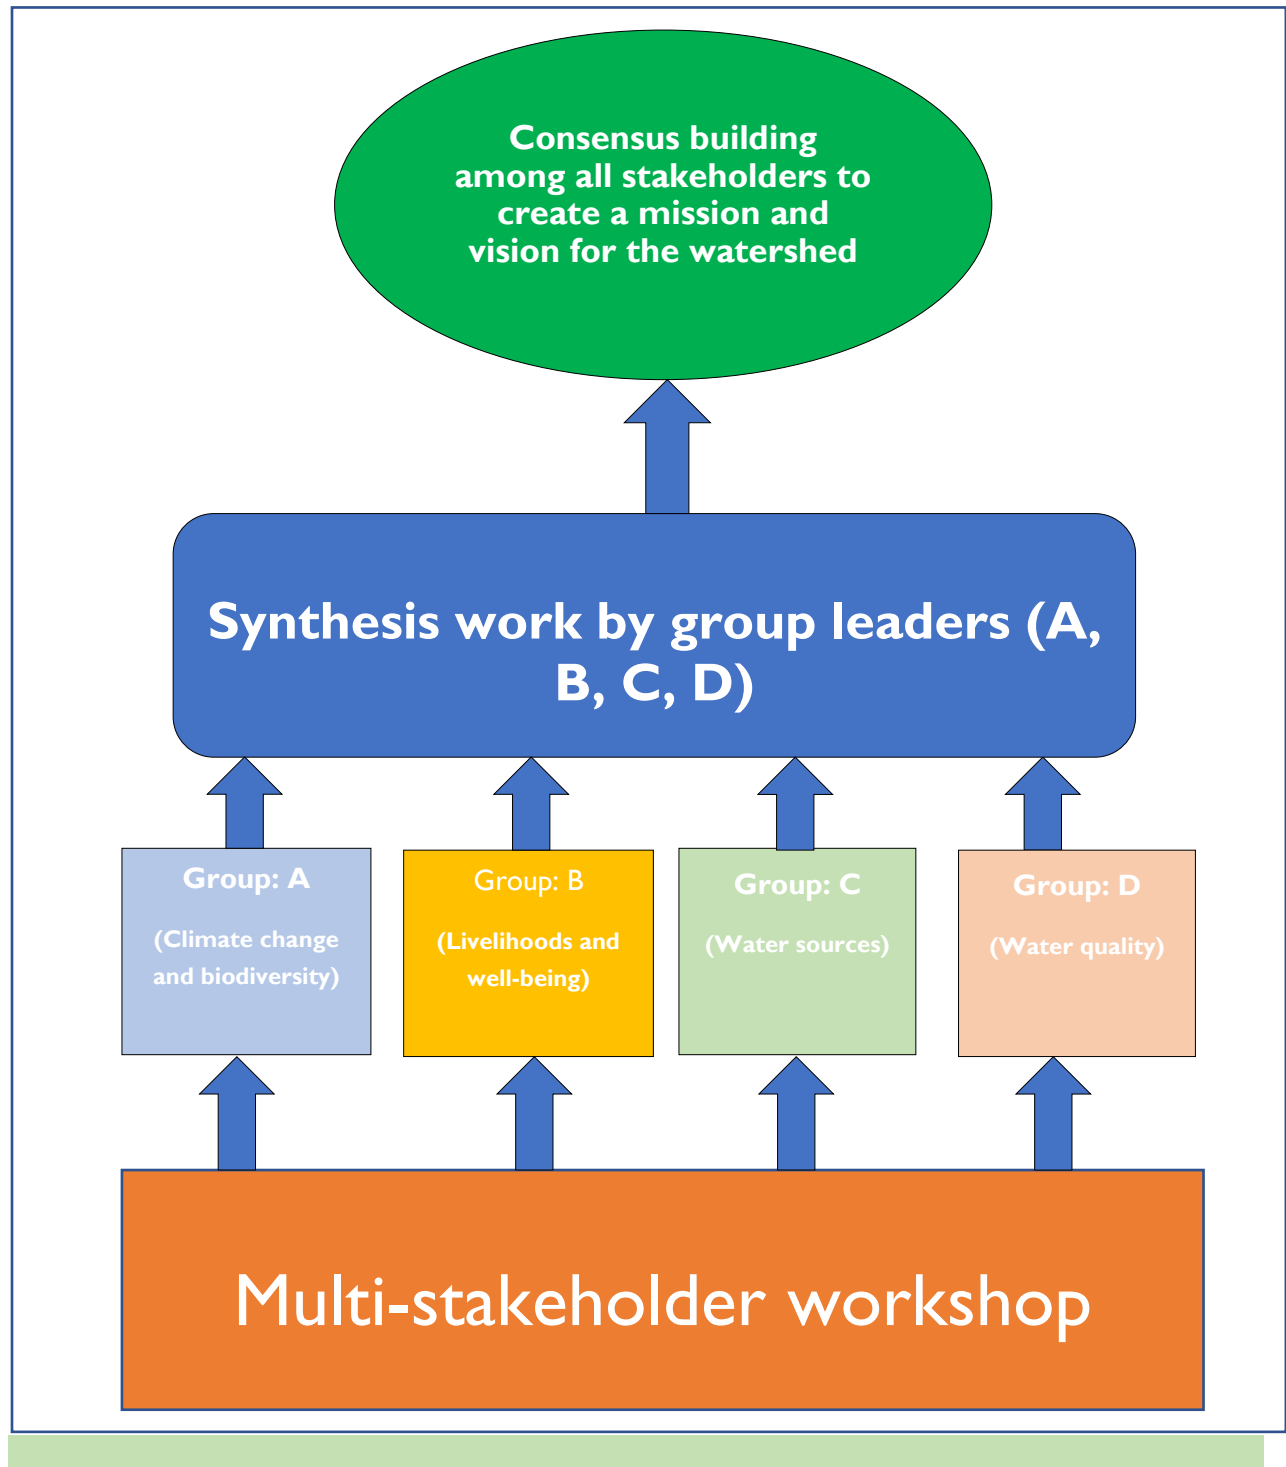 Consensus building
among all stakeholders to
create a mission and
vision for the watershed
Synthesis work by group leaders (A,
B, C, D)
Group: A
(Climate change
and biodiversity)
Group: B
(Livelihoods and
well-being)
Group: C
(Water sources)
Group: D
(Water quality)
Multi-stakeholder workshop